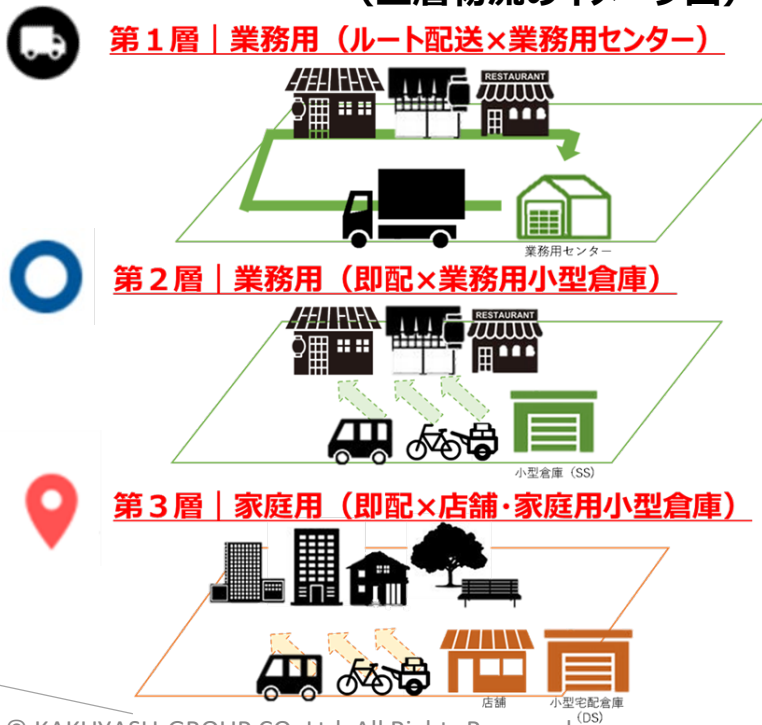 第１層｜業務用（ルート配送×業務用センター）
RESTAURANT
業務用センター
第２層｜業務用（即配×業務用小型倉庫）
RESTAURANT
小型倉庫（SS）
第３層｜家庭用（即配×店舗・家庭用小型倉庫）
店舗
小型宅配倉庫
（DS）